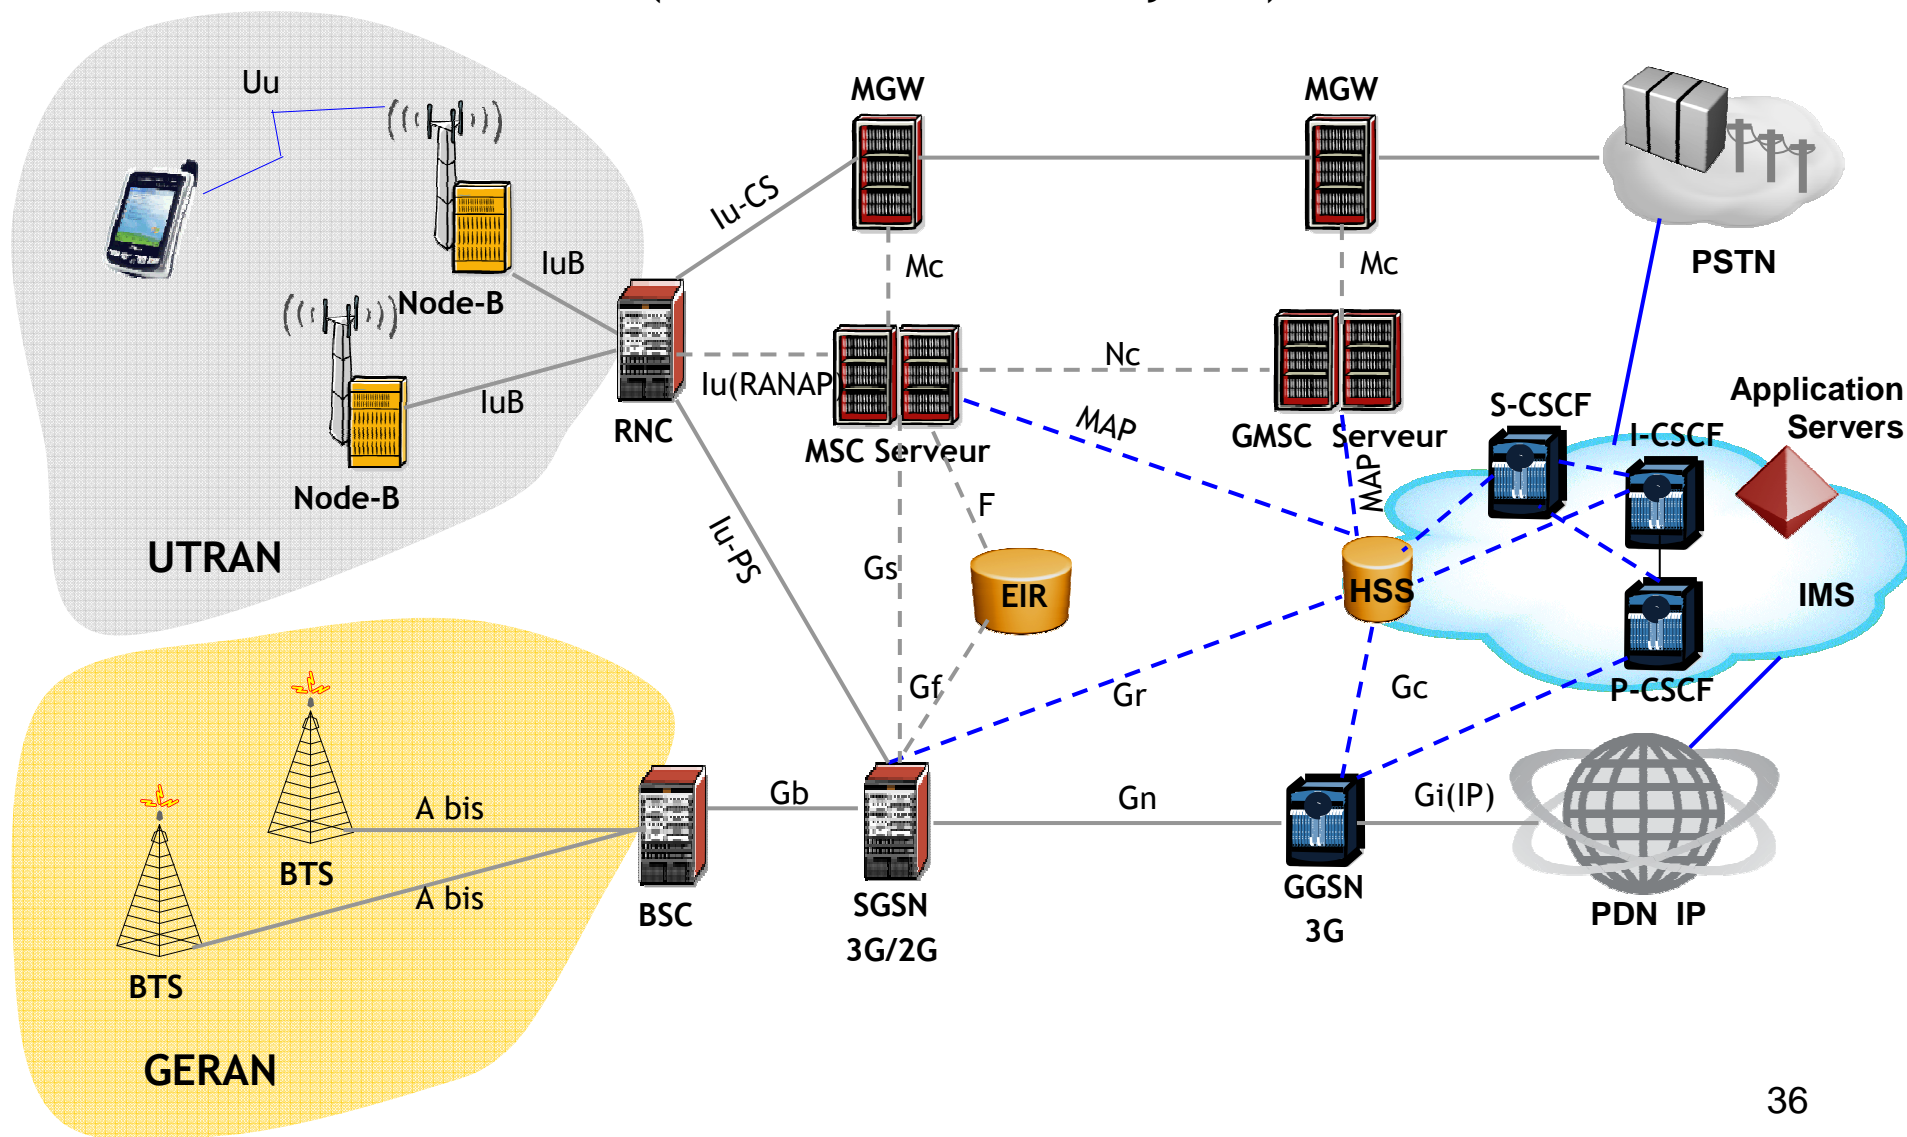 Uu
MGW
MGW
Iu-CS
IuB
Mc
Mc
PSTN
Node-B
Nc
Iu(RANAP)
IuB
RNC
MAP
Application
Servers
S-CSCF
I-CSCF
MSC Serveur
GMSC Serveur
MAP
Node-B
F
Iu-PS
UTRAN
Gs
EIR
HSS
IMS
Gf
Gr
Gc
P-CSCF
A bis
Gb
Gn
Gi(IP)
BTS
A bis
BSC
SGSN
3G/2G
GGSN
3G
PDN IP
BTS
GERAN
36